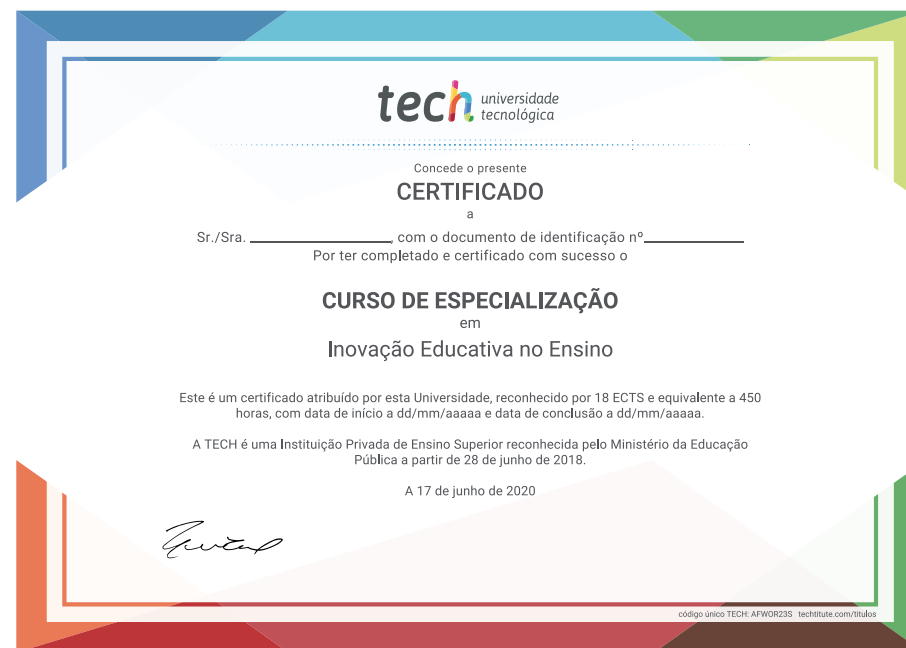 tech universidade
tecnológica
Concede o presente
CERTIFICADO
a
Sr./Sra. ____________, com o documento de identificação nº____________
Por ter completado e certificado com sucesso o
CURSO DE ESPECIALIZAÇÃO
em
Inovação Educativa no Ensino
Este é um certificado atribuído por esta Universidade, reconhecido por 18 ECTS e equivalente a 450
horas, com data de início a dd/mm/aaaaa e data de conclusão a dd/mm/aaaaa.
A TECH é uma Instituição Privada de Ensino Superior reconhecida pelo Ministério da Educação
Pública a partir de 28 de junho de 2018.
A 17 de junho de 2020
código único TECH: AFWOR23S techtitute.com/titulos